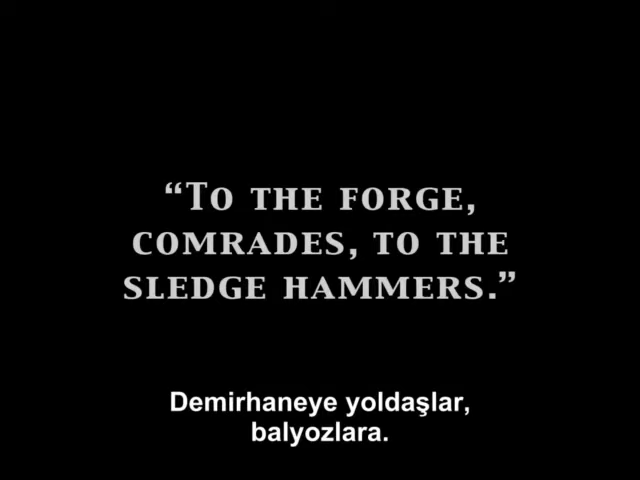 “To the forge,
comrades, to the
sledge hammers.”
Demirhaneye yoldaşlar,
balyozlara.